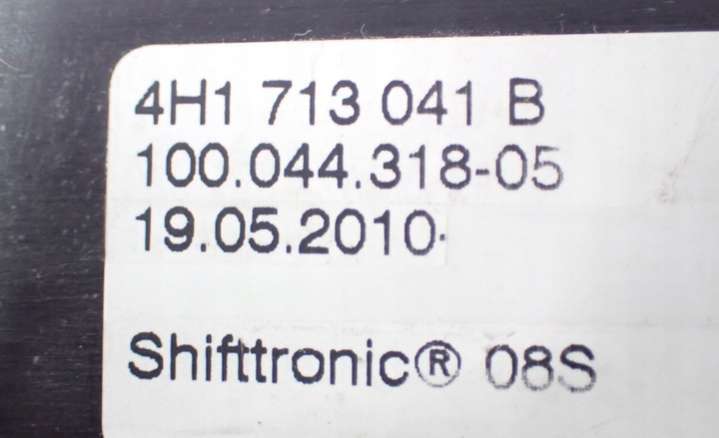 4H1 713 041 B
100.044.318-05
19.05.2010
Shifttronic® 08S